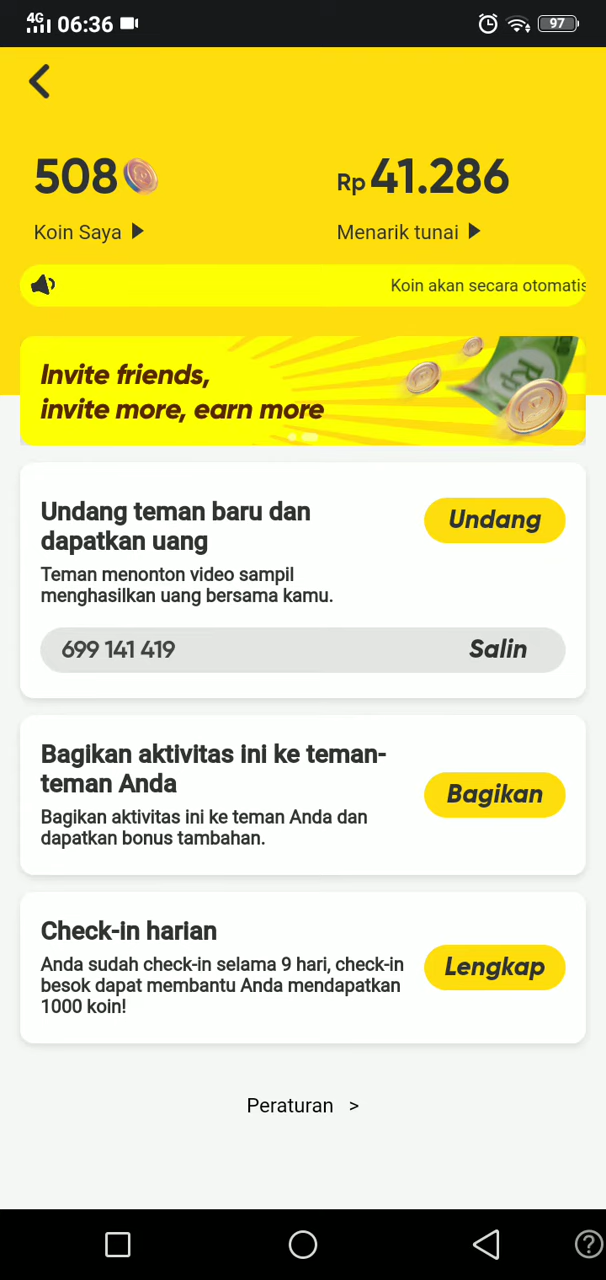 4G 06:36 97
508 Rp 41.286
Koin Saya Menarik tunai
Koin akan secara otomatis
Invite friends,
invite more, earn more
Undang teman baru dan
dapatkan uang
Undang
Teman menonton video sampil
menghasilkan uang bersama kamu.
699 141 419 Salin
Bagikan aktivitas ini ke teman-
teman Anda
Bagikan
Bagikan aktivitas ini ke teman Anda dan
dapatkan bonus tambahan.
Check-in harian
Anda sudah check-in selama 9 hari, check-in
besok dapat membantu Anda mendapatkan
1000 koin!
Lengkap
Peraturan >